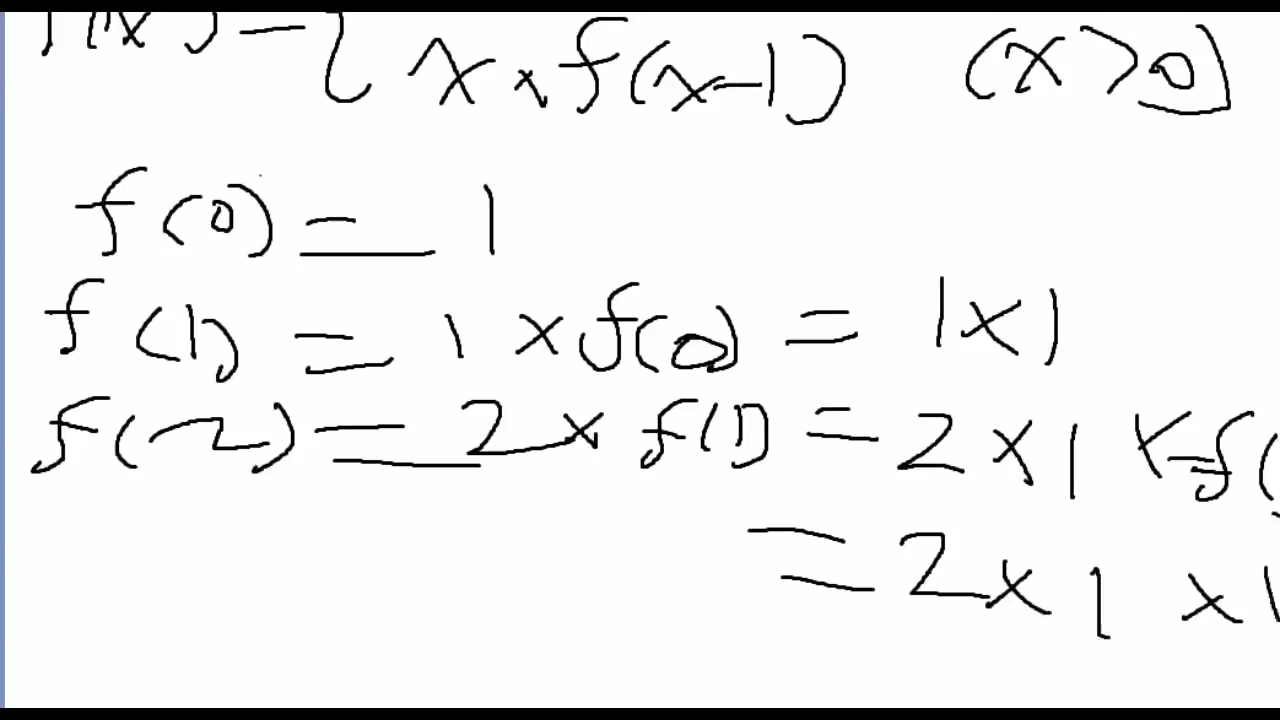 f(x) = { x × f(x-1) (x > 0)
f(0) = 1
f(1) = 1 × f(0) = 1 × 1
f(2) = 2 × f(1) = 2 × 1 × f(
= 2 × 1 × 1